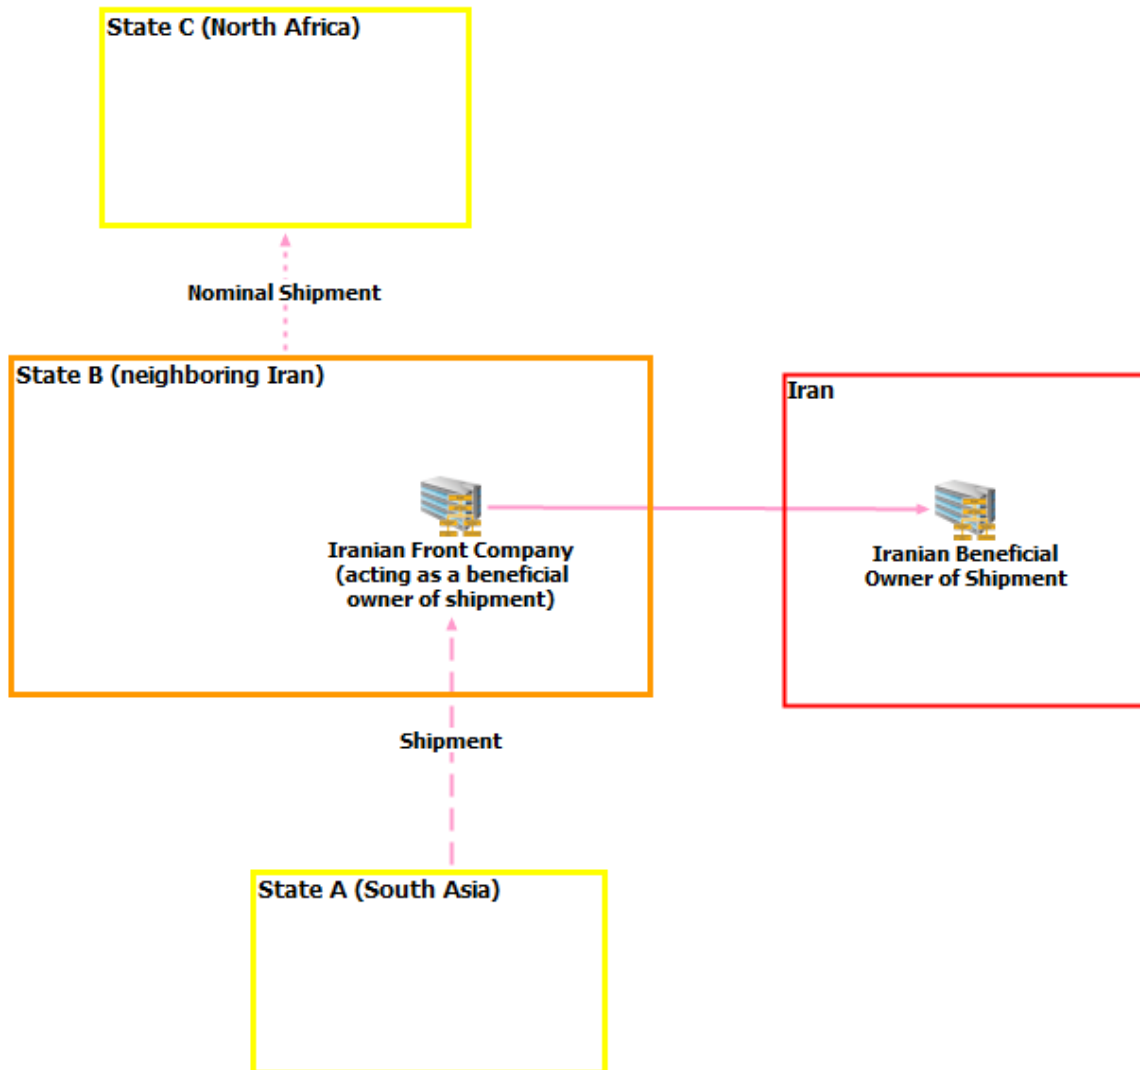 State C (North Africa)
Nominal Shipment
State B (neighboring Iran)
Iran
Iranian Front Company
(acting as a beneficial
owner of shipment)
Iranian Beneficial
Owner of Shipment
Shipment
State A (South Asia)